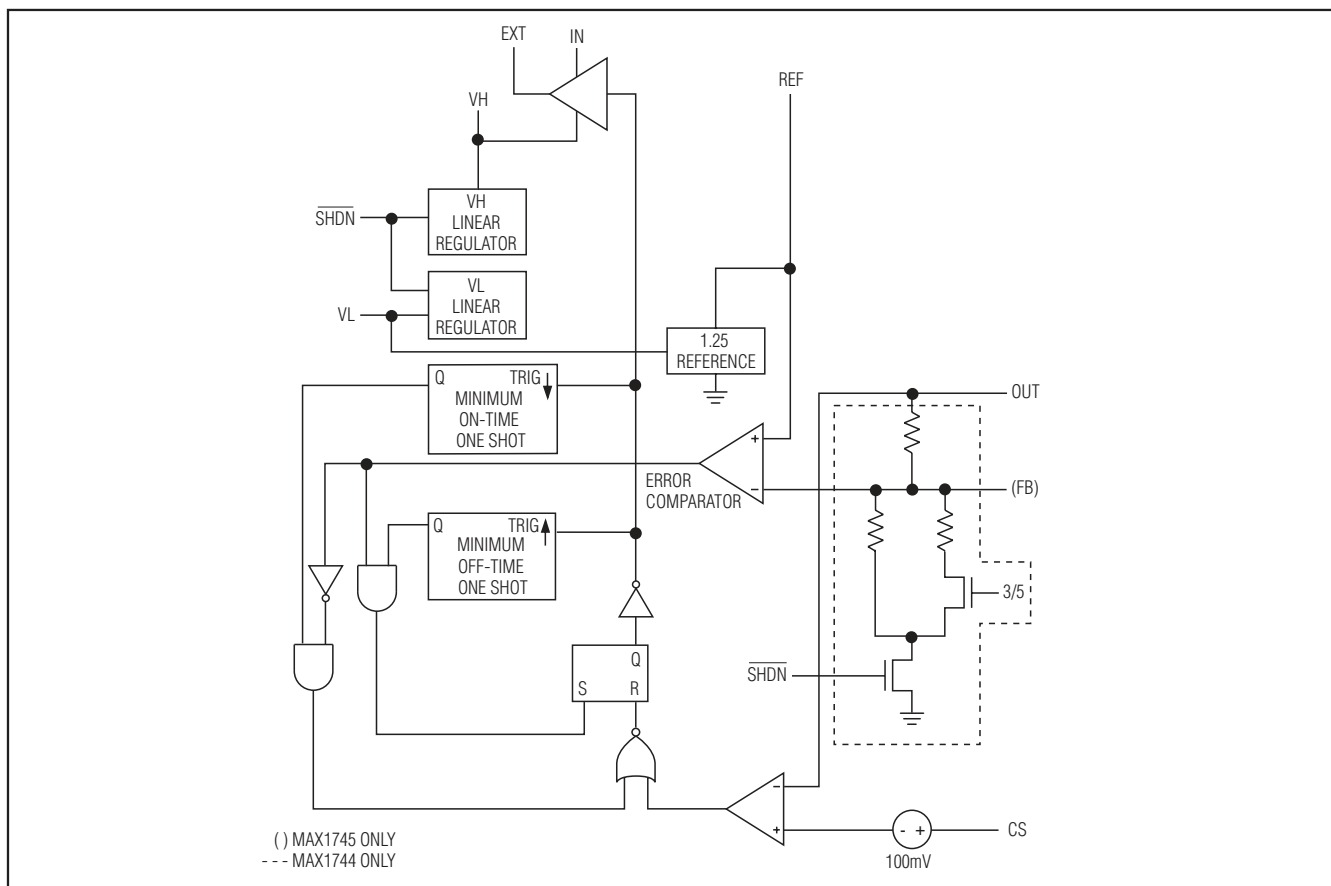 EXT
IN
REF
VH
VH
LINEAR
REGULATOR
S̅H̅D̅N̅
VL
LINEAR
REGULATOR
VL
1.25
REFERENCE
Q TRIG
MINIMUM
ON-TIME
ONE SHOT
OUT
+
-
ERROR
COMPARATOR
(FB)
Q TRIG
MINIMUM
OFF-TIME
ONE SHOT
3/5
Q
S R
S̅H̅D̅N̅
-
+
- +
CS
100mV
( ) MAX1745 ONLY
- - - MAX1744 ONLY